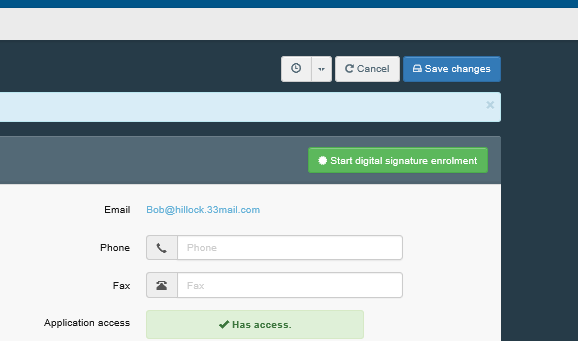 Cancel
Save changes
×
Start digital signature enrolment
Email
Bob@hillock.33mail.com
Phone
Phone
Fax
Fax
Application access
Has access.